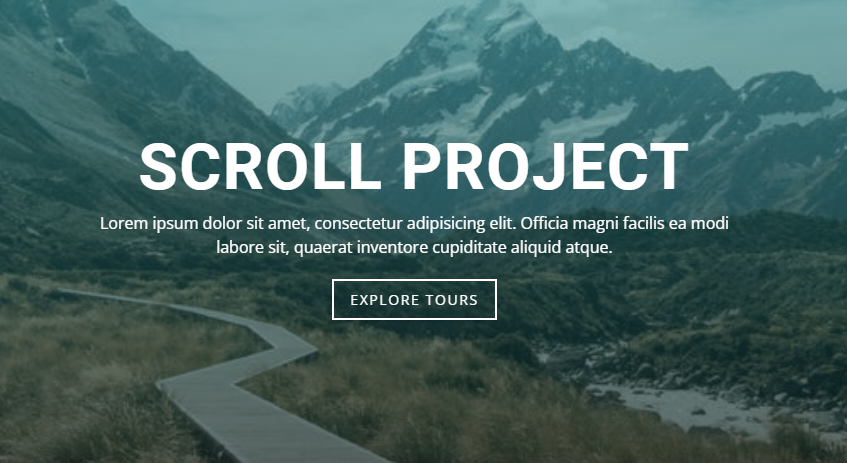 SCROLL PROJECT
Lorem ipsum dolor sit amet, consectetur adipisicing elit. Officia magni facilis ea modi
labore sit, quaerat inventore cupiditate aliquid atque.
EXPLORE TOURS